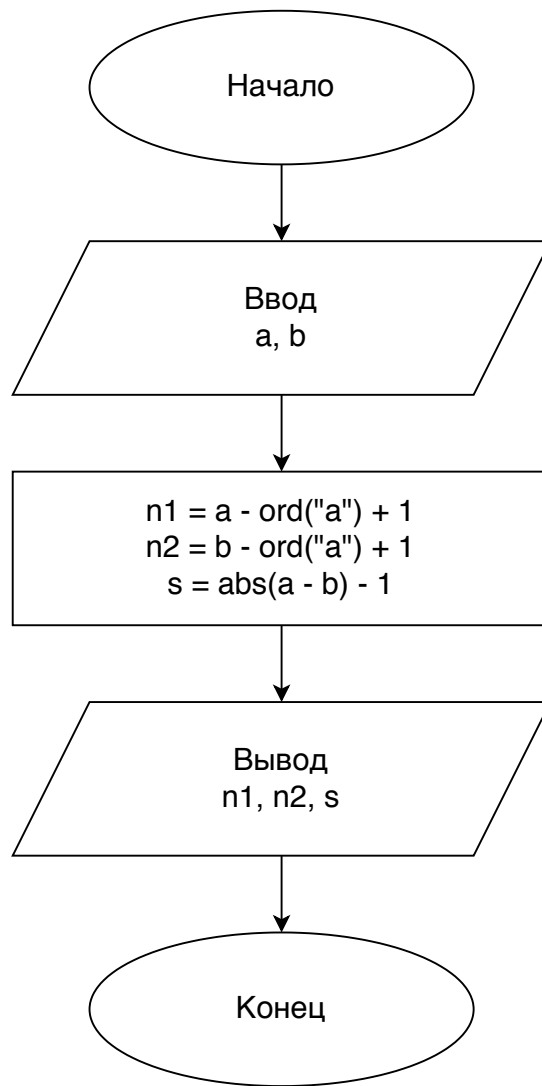 Начало
Ввод
a, b
n1 = a - ord("a") + 1
n2 = b - ord("a") + 1
s = abs(a - b) - 1
Вывод
n1, n2, s
Конец